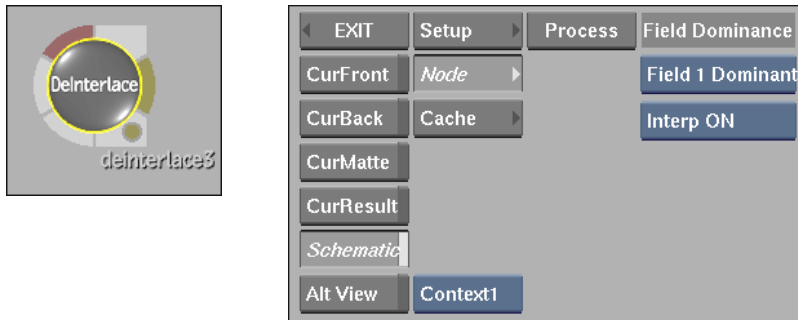 DeInterlace
deinterlace3
EXIT Setup Process Field Dominance
CurFront Node Field 1 Dominant
CurBack Cache Interp ON
CurMatte
CurResult
Schematic
Alt View Context1